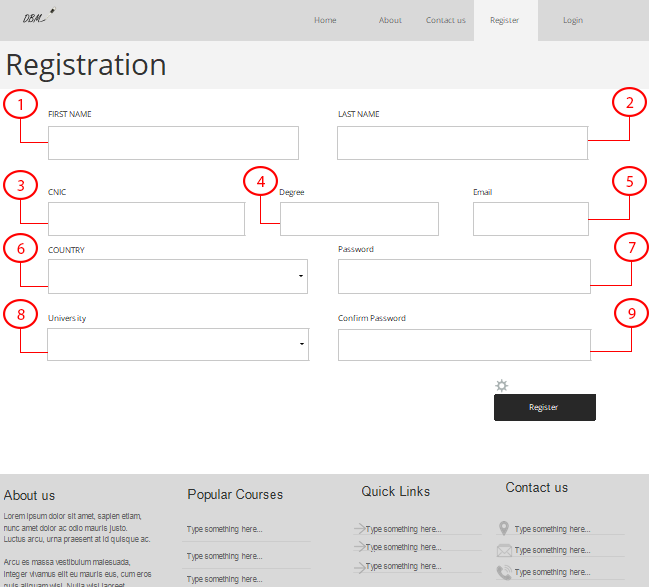 DBM
Home About Contact us Register Login
Registration
1 2
FIRST NAME LAST NAME
3 4 5
CNIC Degree Email
6 7
COUNTRY Password
8 9
University Confirm Password
Register
About us Popular Courses Quick Links Contact us
Lorem ipsum dolor sit amet, sapien etiam,
nunc amet dolor ac odio mauris justo.
Luctus arcu, urna praesent at id quisque ac.
Arcu es massa vestibulum malesuada,
integer vivamus elit eu mauris eus, cum eros
quis aliquam wisi. Nulla wisi laoreet
Type something here...
Type something here...
Type something here...
Type something here...
Type something here...
Type something here...
Type something here...
Type something here...
Type something here...